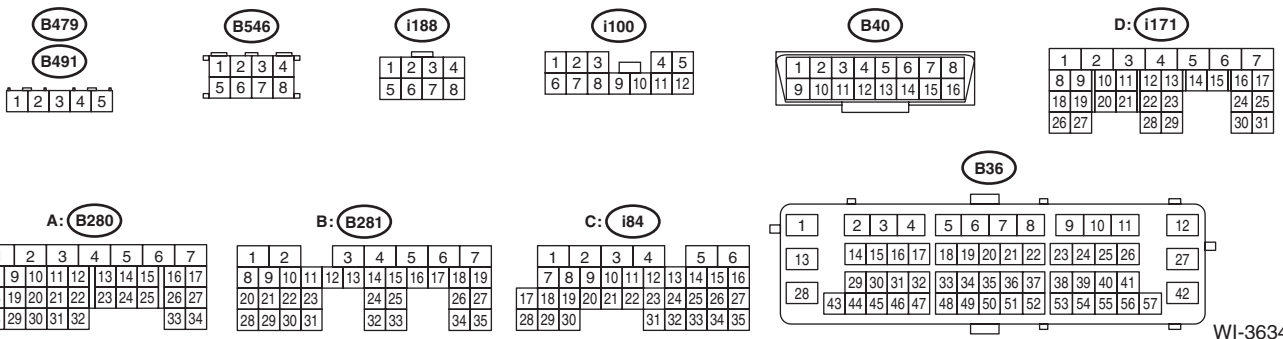 B479
B491
1 2 3 4 5
B546
1 2 3 4
5 6 7 8
i188
1 2 3 4
5 6 7 8
i100
1 2 3 4 5
6 7 8 9 10 11 12
B40
1 2 3 4 5 6 7 8
9 10 11 12 13 14 15 16
D: i171
1 2 3 4 5 6 7
8 9 10 11 12 13 14 15 16 17
18 19 20 21 22 23 24 25
26 27 28 29 30 31
A: B280
2 3 4 5 6 7
9 10 11 12 13 14 15 16 17
19 20 21 22 23 24 25 26 27
29 30 31 32 33 34
B: B281
1 2 3 4 5 6 7
8 9 10 11 12 13 14 15 16 17 18 19
20 21 22 23 24 25 26 27
28 29 30 31 32 33 34 35
C: i84
1 2 3 4 5 6
7 8 9 10 11 12 13 14 15 16
17 18 19 20 21 22 23 24 25 26 27
28 29 30 31 32 33 34 35
B36
1 2 3 4 5 6 7 8 9 10 11 12
13 14 15 16 17 18 19 20 21 22 23 24 25 26 27
28 29 30 31 32 33 34 35 36 37 38 39 40 41 42
43 44 45 46 47 48 49 50 51 52 53 54 55 56 57
WI-3634